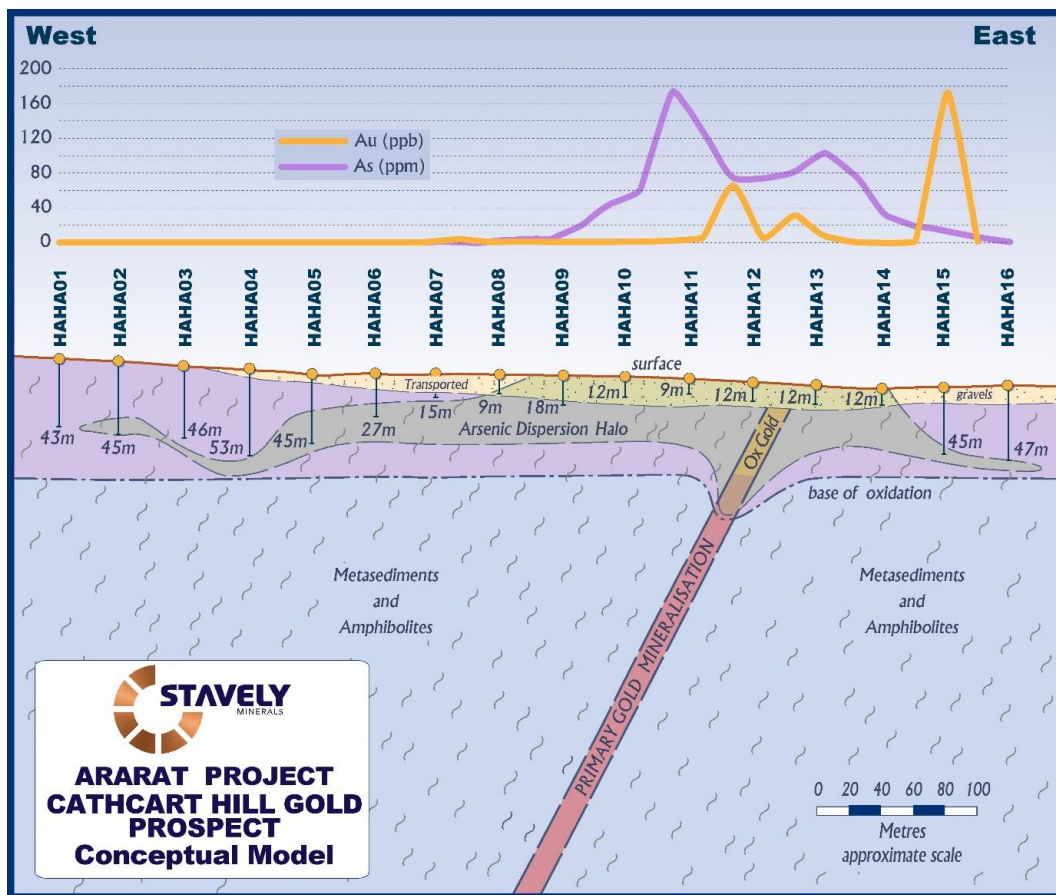 West
East
200
160
120
80
40
0
Au (ppb)
As (ppm)
HAHA01
HAHA02
HAHA03
HAHA04
HAHA05
HAHA06
HAHA07
HAHA08
HAHA09
HAHA10
HAHA11
HAHA12
HAHA13
HAHA14
HAHA15
HAHA16
surface
Transported
gravels
43m
45m
46m
53m
45m
27m
15m
9m
18m
12m
9m
12m
12m
12m
45m
47m
Arsenic Dispersion Halo
Ox Gold
base of oxidation
PRIMARY GOLD MINERALISATION
Metasediments
and
Amphibolites
Metasediments
and
Amphibolites
STAVELY
MINERALS
ARARAT PROJECT
CATHCART HILL GOLD
PROSPECT
Conceptual Model
0 20 40 60 80 100
Metres
approximate scale